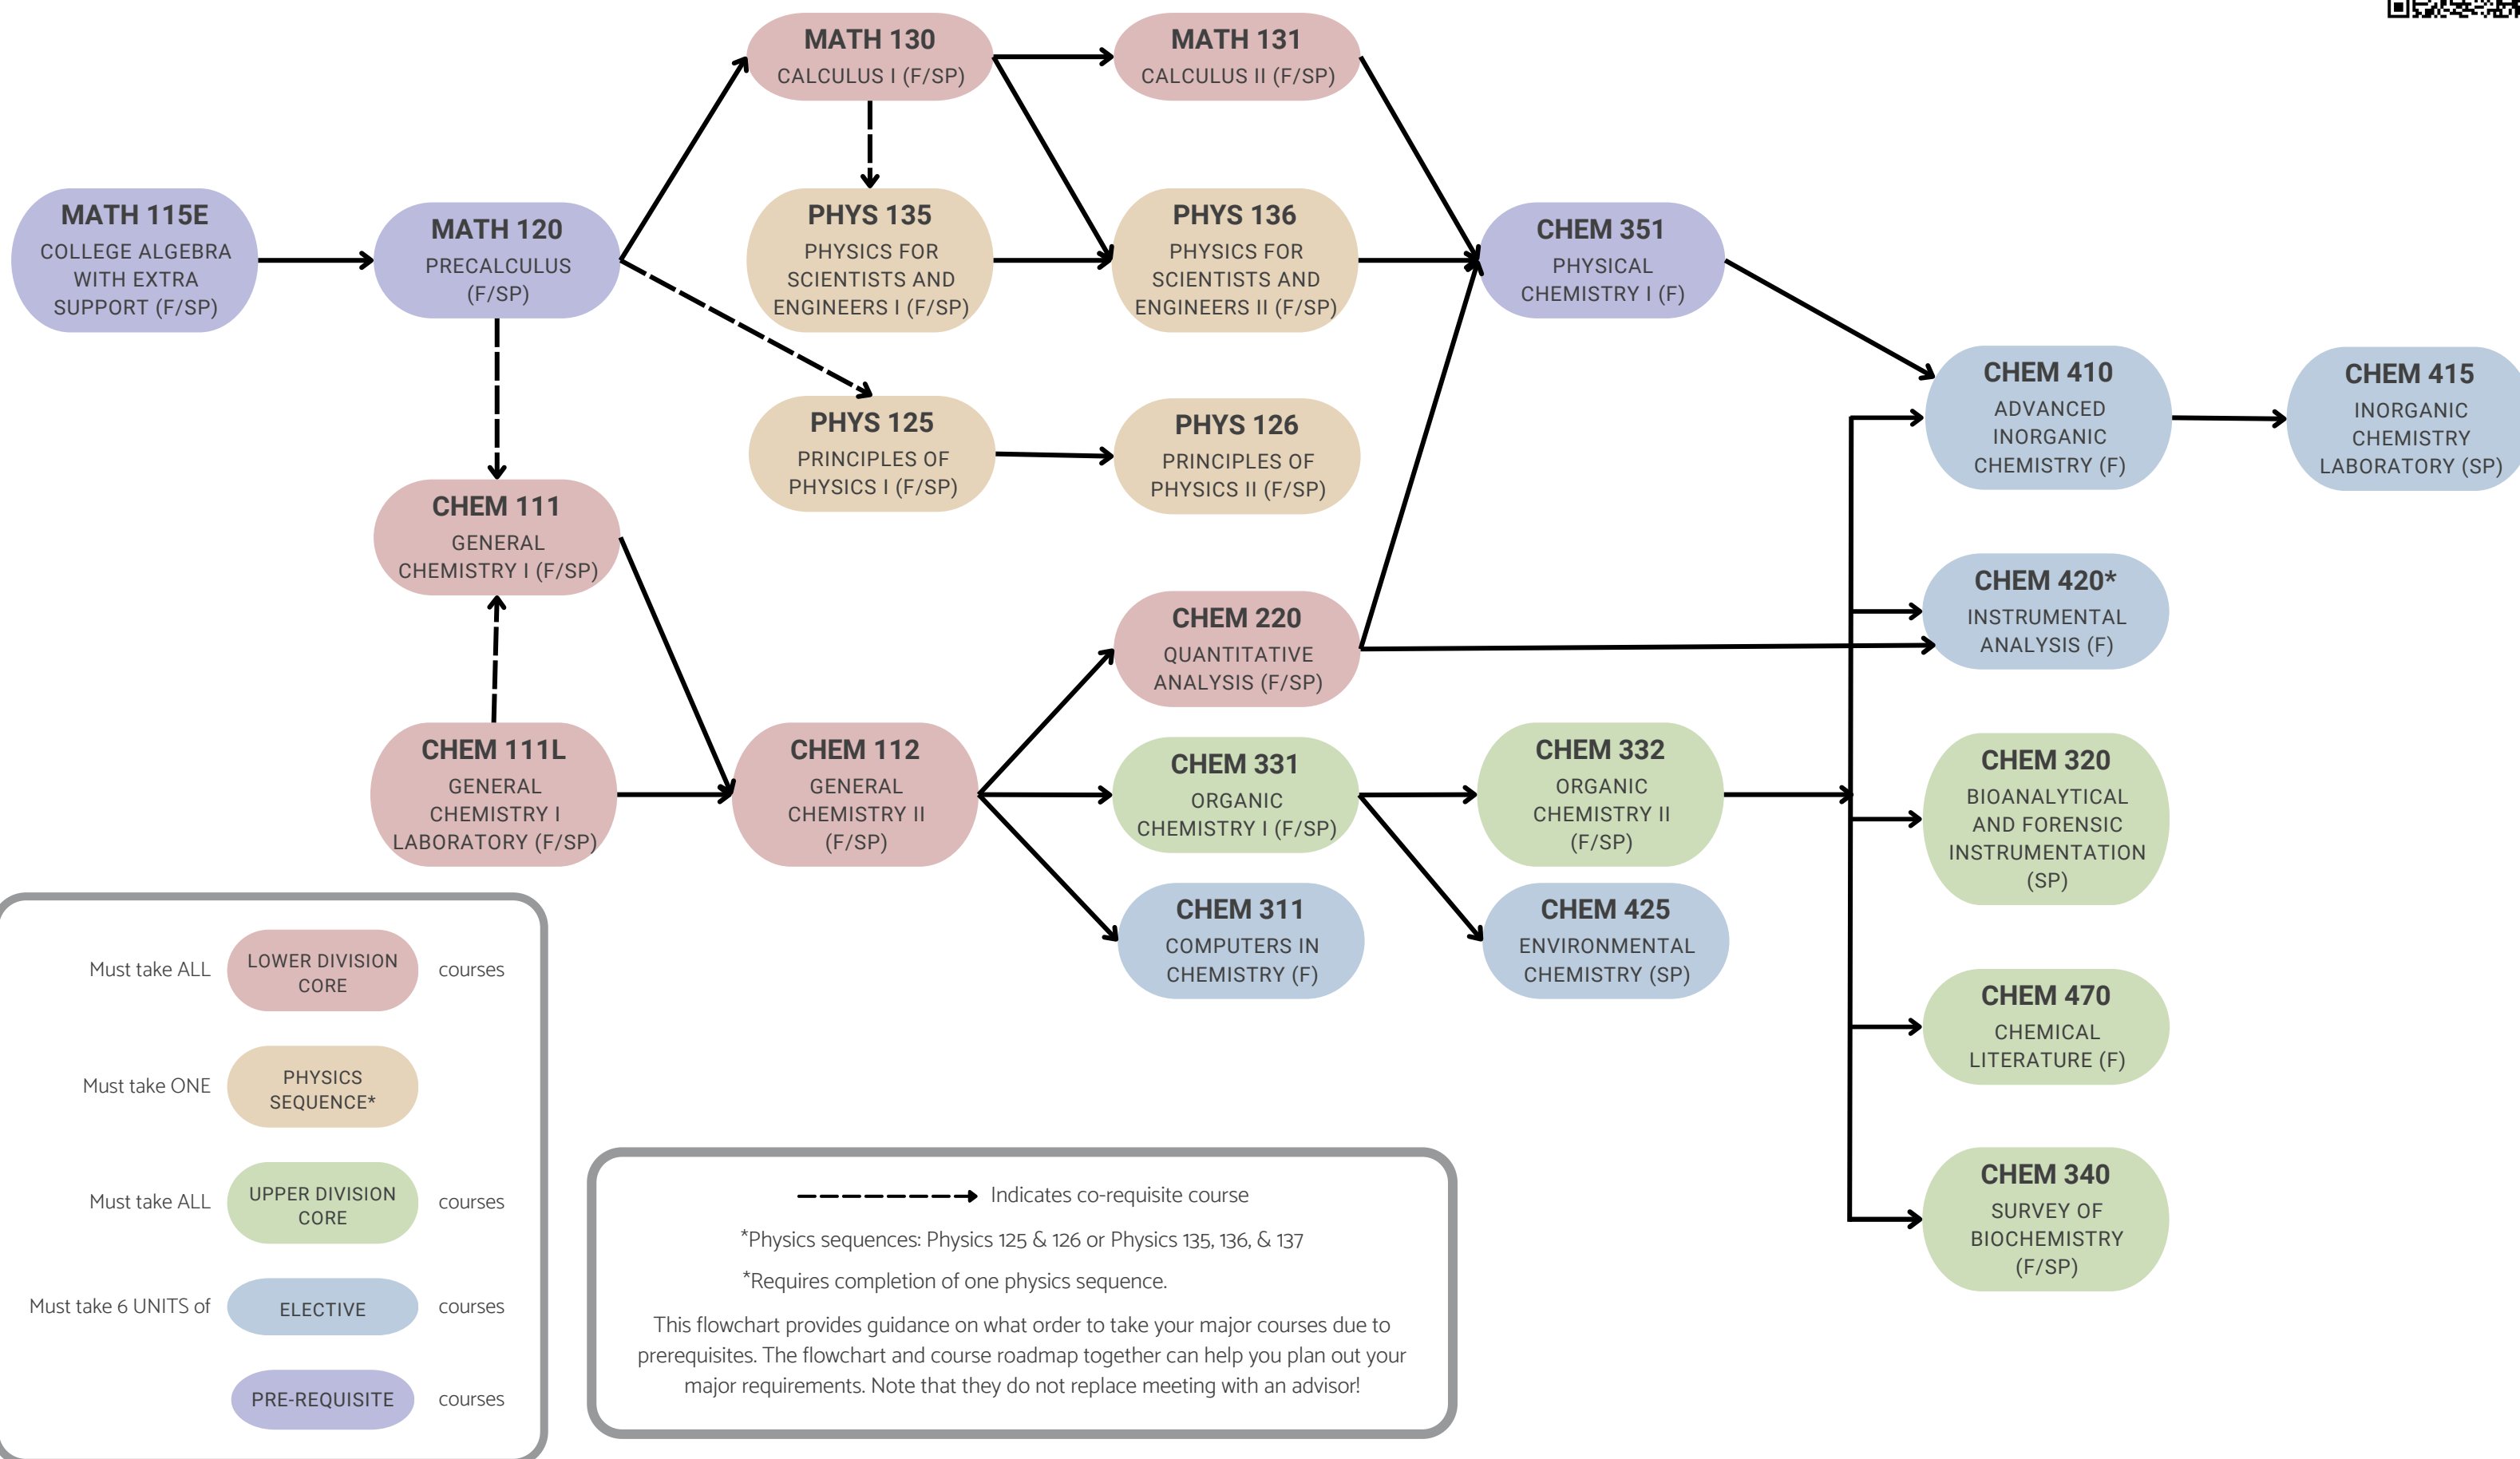 MATH 130
CALCULUS I (F/SP)
MATH 131
CALCULUS II (F/SP)
MATH 115E
COLLEGE ALGEBRA
WITH EXTRA
SUPPORT (F/SP)
MATH 120
PRECALCULUS
(F/SP)
PHYS 135
PHYSICS FOR
SCIENTISTS AND
ENGINEERS I (F/SP)
PHYS 136
PHYSICS FOR
SCIENTISTS AND
ENGINEERS II (F/SP)
CHEM 351
PHYSICAL
CHEMISTRY I (F)
PHYS 125
PRINCIPLES OF
PHYSICS I (F/SP)
PHYS 126
PRINCIPLES OF
PHYSICS II (F/SP)
CHEM 410
ADVANCED
INORGANIC
CHEMISTRY (F)
CHEM 415
INORGANIC
CHEMISTRY
LABORATORY (SP)
CHEM 111
GENERAL
CHEMISTRY I (F/SP)
CHEM 220
QUANTITATIVE
ANALYSIS (F/SP)
CHEM 420*
INSTRUMENTAL
ANALYSIS (F)
CHEM 111L
GENERAL
CHEMISTRY I
LABORATORY (F/SP)
CHEM 112
GENERAL
CHEMISTRY II
(F/SP)
CHEM 331
ORGANIC
CHEMISTRY I (F/SP)
CHEM 332
ORGANIC
CHEMISTRY II
(F/SP)
CHEM 320
BIOANALYTICAL
AND FORENSIC
INSTRUMENTATION
(SP)
CHEM 311
COMPUTERS IN
CHEMISTRY (F)
CHEM 425
ENVIRONMENTAL
CHEMISTRY (SP)
CHEM 470
CHEMICAL
LITERATURE (F)
CHEM 340
SURVEY OF
BIOCHEMISTRY
(F/SP)
Must take ALL LOWER DIVISION CORE courses
Must take ONE PHYSICS SEQUENCE*
Must take ALL UPPER DIVISION CORE courses
Must take 6 UNITS of ELECTIVE courses
PRE-REQUISITE courses
Indicates co-requisite course
*Physics sequences: Physics 125 & 126 or Physics 135, 136, & 137
*Requires completion of one physics sequence.
This flowchart provides guidance on what order to take your major courses due to
prerequisites. The flowchart and course roadmap together can help you plan out your
major requirements. Note that they do not replace meeting with an advisor!